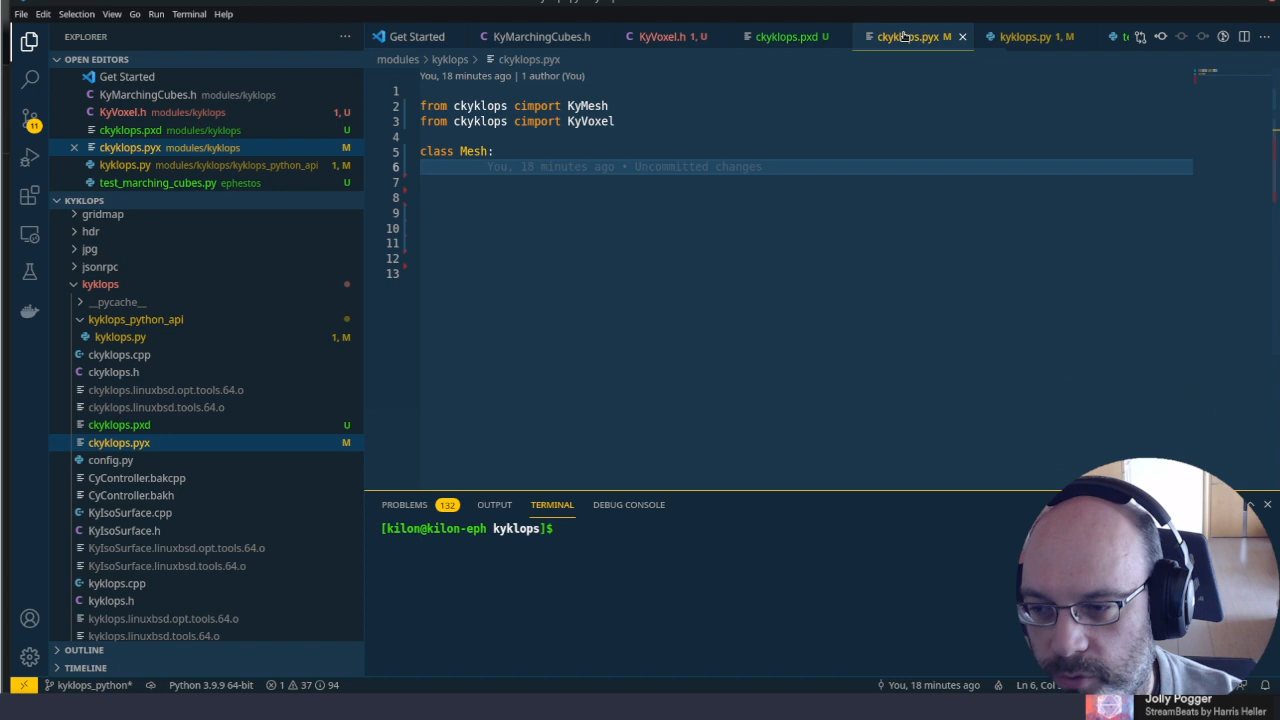 File Edit Selection View Go Run Terminal Help
EXPLORER
OPEN EDITORS
Get Started
KyMarchingCubes.h modules/kyklops
KyVoxel.h modules/kyklops 1, U
ckyklops.pxd modules/kyklops U
ckyklops.pyx modules/kyklops M
kyklops.py modules/kyklops/kyklops_python_api 1, M
test_marching_cubes.py ephestos U
KYKLOPS
gridmap
hdr
jpg
jsonrpc
kyklops
__pycache__
kyklops_python_api
kyklops.py 1, M
ckyklops.cpp
ckyklops.h
ckyklops.linuxbsd.opt.tools.64.o
ckyklops.linuxbsd.tools.64.o
ckyklops.pxd U
ckyklops.pyx M
config.py
CyController.bakcpp
CyController.bakh
KyIsoSurface.cpp
KyIsoSurface.h
KyIsoSurface.linuxbsd.opt.tools.64.o
KyIsoSurface.linuxbsd.tools.64.o
kyklops.cpp
kyklops.h
kyklops.linuxbsd.opt.tools.64.o
kyklops.linuxbsd.tools.64.o
OUTLINE
TIMELINE
11
Get Started KyMarchingCubes.h KyVoxel.h 1, U ckyklops.pxd U ckyklops.pyx M kyklops.py 1, M
modules > kyklops > ckyklops.pyx
You, 18 minutes ago | 1 author (You)
1
2 from ckyklops cimport KyMesh
3 from ckyklops cimport KyVoxel
4
5 class Mesh:
6 You, 18 minutes ago • Uncommitted changes
7
8
9
10
11
12
13
PROBLEMS 132 OUTPUT TERMINAL DEBUG CONSOLE
[kilon@kilon-eph kyklops]$
kyklops_python* Python 3.9.9 64-bit 1 37 94 You, 18 minutes ago Ln 6, Col
Jolly Pogger
StreamBeats by Harris Heller